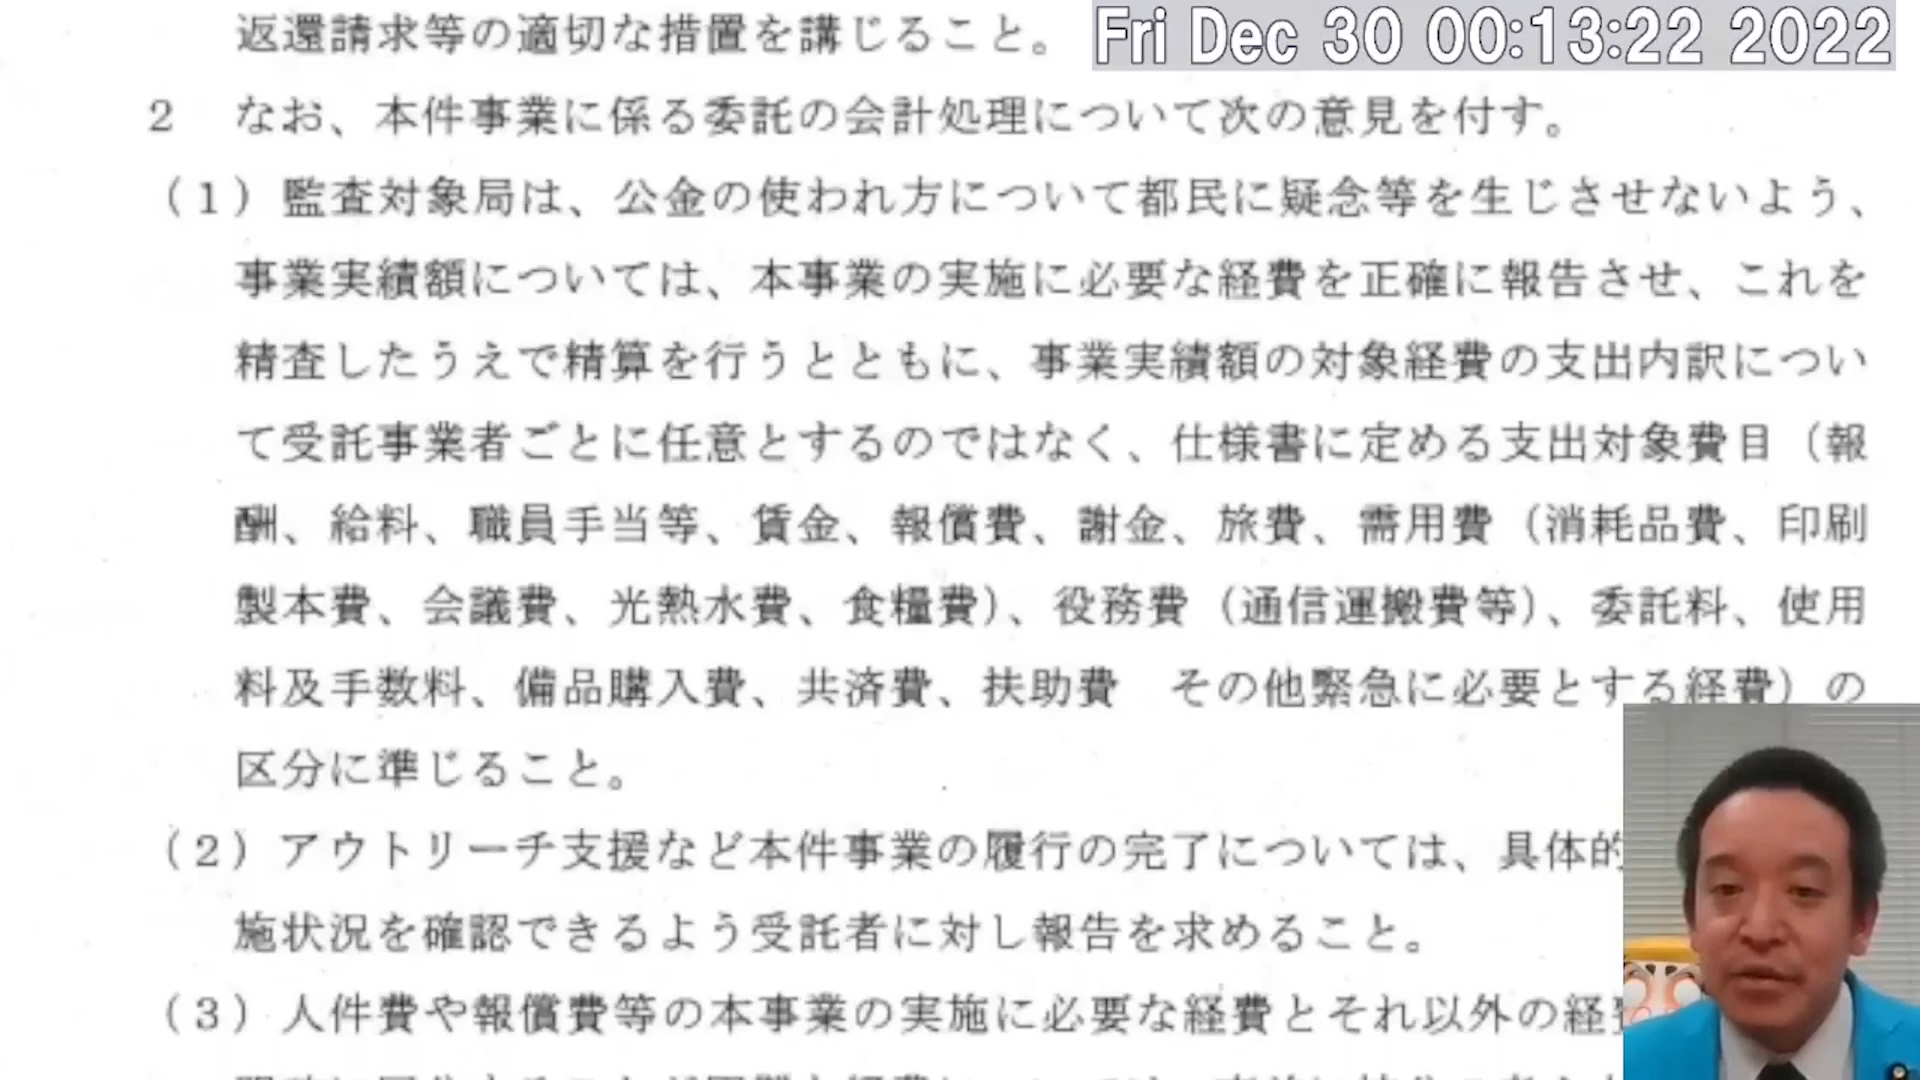 返還請求等の適切な措置を講じること。
Fri Dec 30 00:13:22 2022
2 なお、本件事業に係る委託の会計処理について次の意見を付す。
（1）監査対象局は、公金の使われ方について都民に疑念等を生じさせないよう、
事業実績額については、本事業の実施に必要な経費を正確に報告させ、これを
精査したうえで精算を行うとともに、事業実績額の対象経費の支出内訳につい
て受託事業者ごとに任意とするのではなく、仕様書に定める支出対象費目（報
酬、給料、職員手当等、賃金、報償費、謝金、旅費、需用費（消耗品費、印刷
製本費、会議費、光熱水費、食糧費）、役務費（通信運搬費等）、委託料、使用
料及手数料、備品購入費、共済費、扶助費　その他緊急に必要とする経費）の
区分に準じること。
（2）アウトリーチ支援など本件事業の履行の完了については、具体的
施状況を確認できるよう受託者に対し報告を求めること。
（3）人件費や報償費等の本事業の実施に必要な経費とそれ以外の経